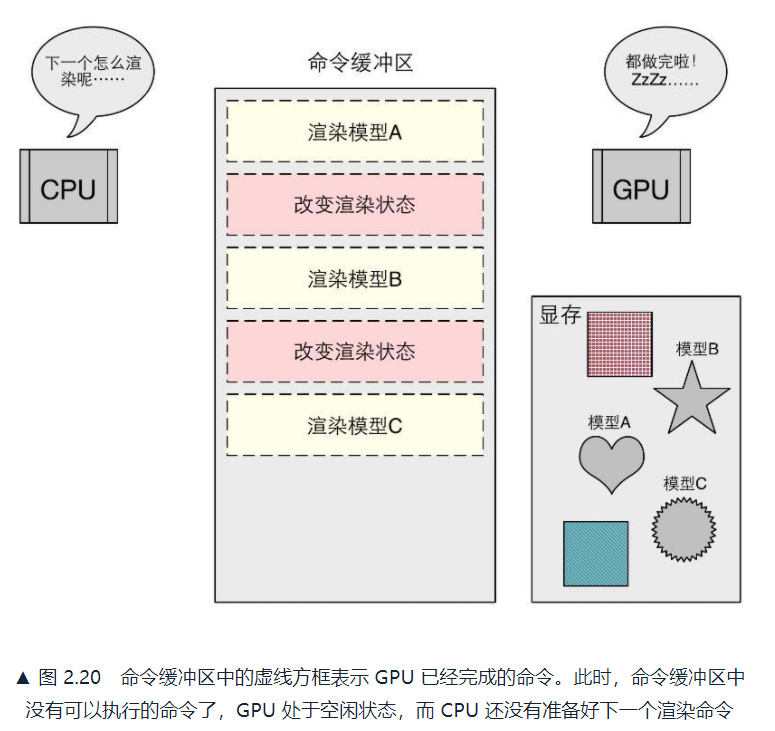 下一个怎么渲
染呢……
CPU
命令缓冲区
渲染模型A
改变渲染状态
渲染模型B
改变渲染状态
渲染模型C
都做完啦！
ZzZz……
GPU
显存
模型B
模型A
模型C
▲ 图 2.20 命令缓冲区中的虚线方框表示 GPU 已经完成的命令。此时，命令缓冲区中
没有可以执行的命令了，GPU 处于空闲状态，而 CPU 还没有准备好下一个渲染命令